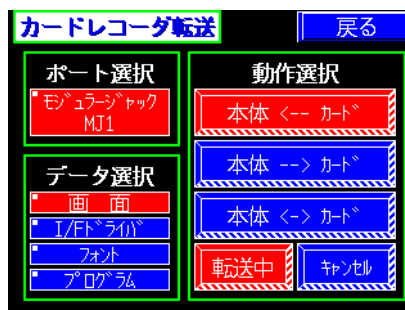 カードレコーダ転送
戻る
ポート選択
モジュラージャック
MJ1
データ選択
画　面
I/Fドライバ
フォント
プログラム
動作選択
本体 <-- カード
本体 --> カード
本体 <-> カード
転送中
キャンセル